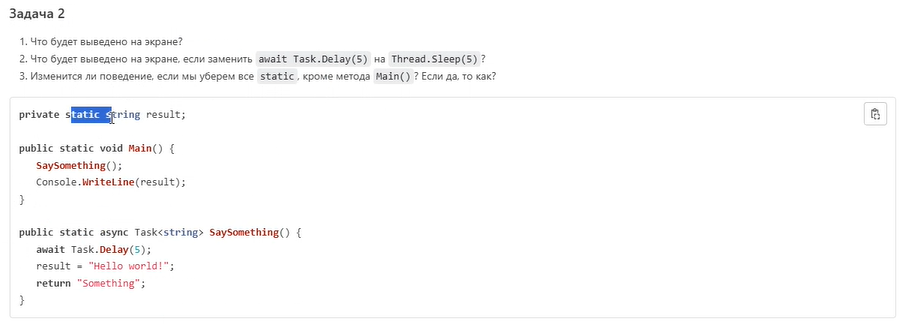 Задача 2
1. Что будет выведено на экране?
2. Что будет выведено на экране, если заменить await Task.Delay(5) на Thread.Sleep(5)?
3. Изменится ли поведение, если мы уберем все static, кроме метода Main()? Если да, то как?
private static string result;
public static void Main() {
SaySomething();
Console.WriteLine(result);
}
public static async Task<string> SaySomething() {
await Task.Delay(5);
result = "Hello world!";
return "Something";
}